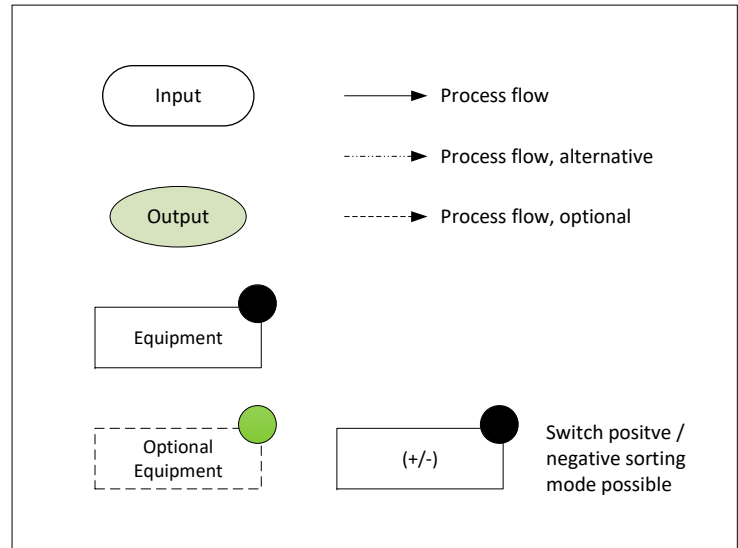 Input
Process flow
Process flow, alternative
Output
Process flow, optional
Equipment
Optional
Equipment
(+/-)
Switch positve /
negative sorting
mode possible